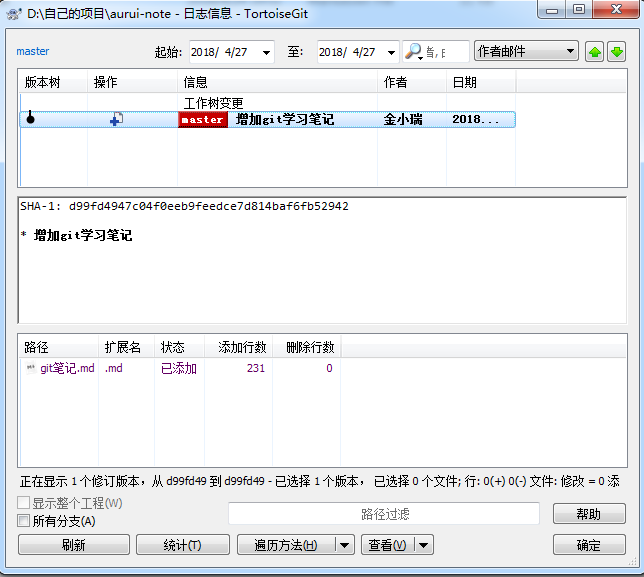 D:\自己的项目\aurui-note - 日志信息 - TortoiseGit
master 起始: 2018/ 4/27 至: 2018/ 4/27 作者邮件
版本树 操作 信息 作者 日期
工作树变更
master 增加git学习笔记 金小瑞 2018...
SHA-1: d99fd4947c04f0eeb9feedce7d814baf6fb52942
* 增加git学习笔记
路径 扩展名 状态 添加行数 删除行数
git笔记.md .md 已添加 231 0
正在显示 1 个修订版本，从 d99fd49 到 d99fd49 - 已选择 1 个版本， 已选择 0 个文件; 行: 0(+) 0(-) 文件: 修改 = 0 添
显示整个工程(W)
所有分支(A) 路径过滤 帮助
刷新 统计(T) 遍历方法(H) 查看(V) 确定